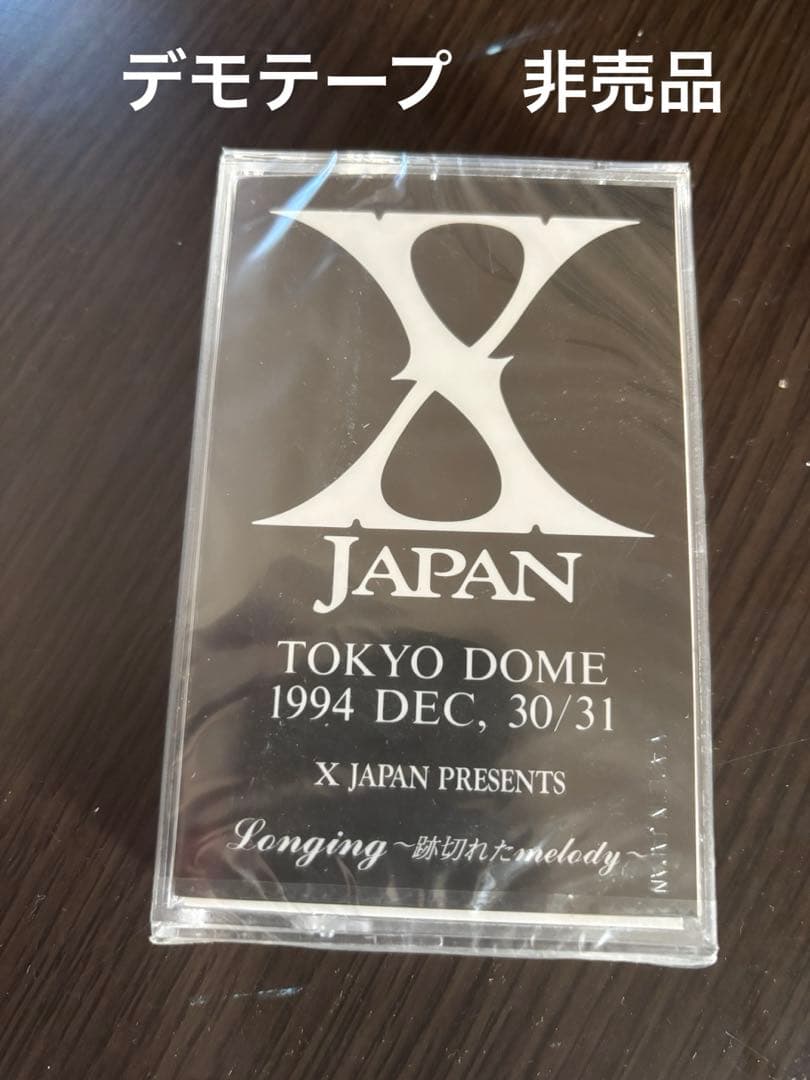 デモテープ　非売品
X
JAPAN
TOKYO DOME
1994 DEC, 30/31
X JAPAN PRESENTS
Longing～跡切れたmelody～